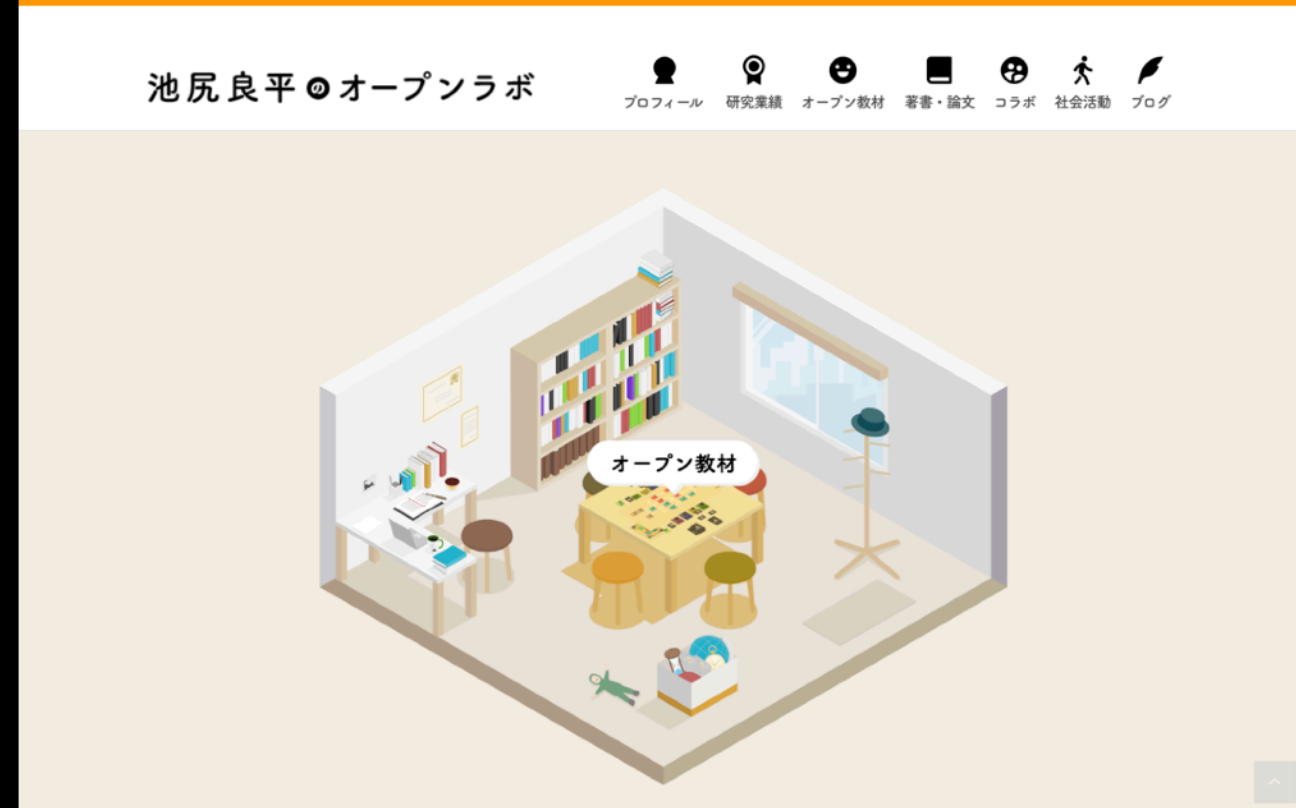 池尻良平のオープンラボ
プロフィール
研究業績
オープン教材
著書・論文
コラボ
社会活動
ブログ
オープン教材